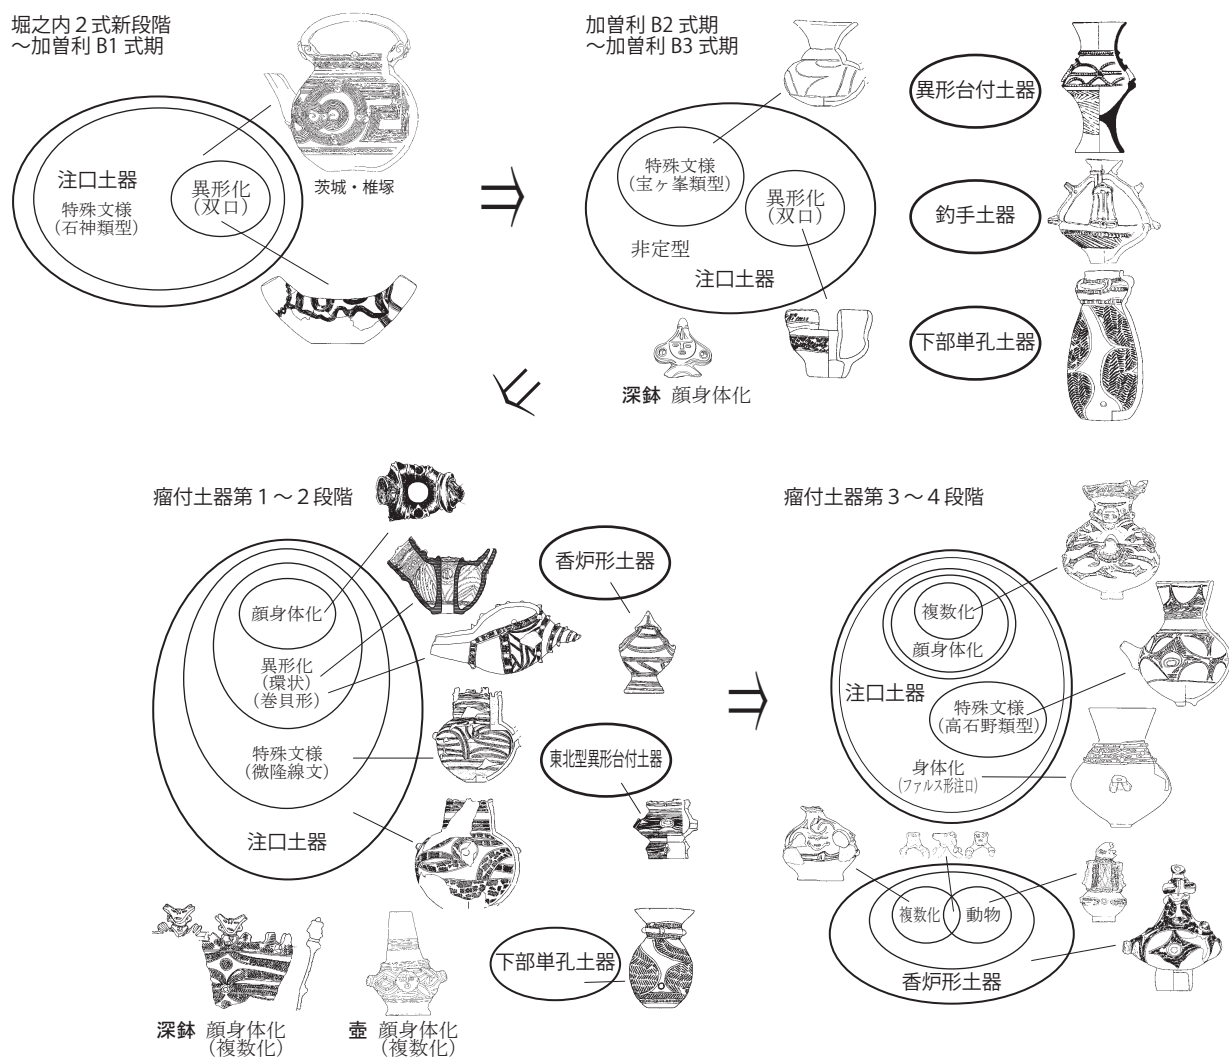 堀之内2式新段階
～加曽利B1式期
注口土器
特殊文様
(石神類型)
異形化
(双口)
茨城・椎塚
加曽利B2式期
～加曽利B3式期
特殊文様
(宝ヶ峯類型)
異形化
(双口)
非定型
注口土器
深鉢 顔身体化
異形台付土器
釣手土器
下部単孔土器
瘤付土器第1～2段階
顔身体化
異形化
(環状)
(巻貝形)
特殊文様
(微隆線文)
注口土器
香炉形土器
東北型異形台付土器
下部単孔土器
深鉢 顔身体化
(複数化)
壺 顔身体化
(複数化)
瘤付土器第3～4段階
複数化
顔身体化
注口土器
特殊文様
(高石野類型)
身体化
(ファルス形注口)
複数化
動物
香炉形土器